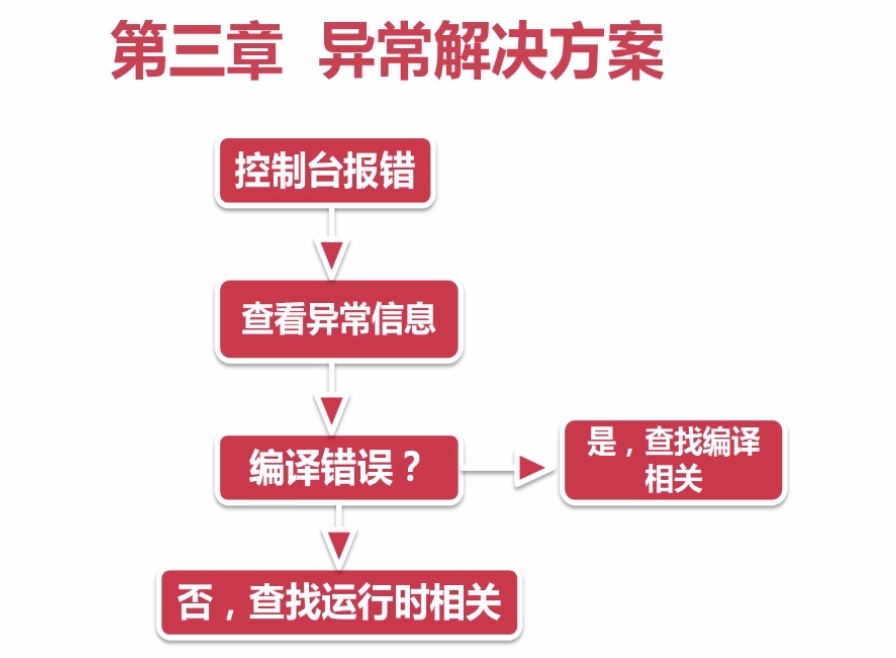 第三章 异常解决方案
控制台报错
查看异常信息
编译错误？
是，查找编译
相关
否，查找运行时相关